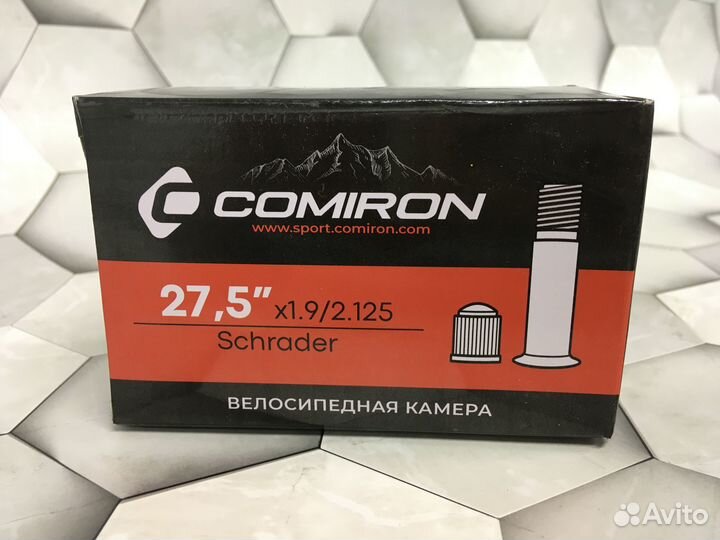 COMIRON
www.sport.comiron.com
27,5” x1.9/2.125
Schrader
ВЕЛОСИПЕДНАЯ КАМЕРА
Avito